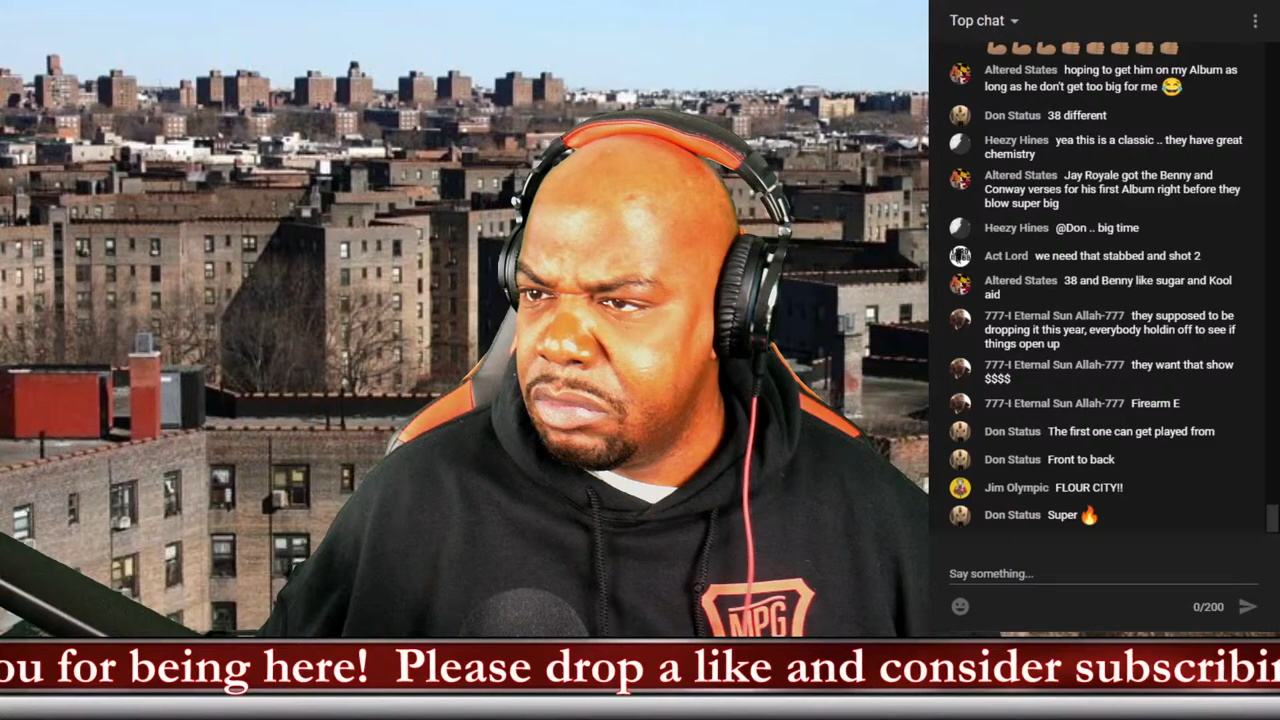 Top chat
Altered States hoping to get him on my Album as
long as he don't get too big for me 😂
Don Status 38 different
Heezy Hines yea this is a classic .. they have great
chemistry
Altered States Jay Royale got the Benny and
Conway verses for his first Album right before they
blow super big
Heezy Hines @Don .. big time
Act Lord we need that stabbed and shot 2
Altered States 38 and Benny like sugar and Kool
aid
777-I Eternal Sun Allah-777 they supposed to be
dropping it this year, everybody holdin off to see if
things open up
777-I Eternal Sun Allah-777 they want that show
$$$$
777-I Eternal Sun Allah-777 Firearm E
Don Status The first one can get played from
Don Status Front to back
Jim Olympic FLOUR CITY!!
Don Status Super 🔥
Say something...
0/200
MPG
ou for being here! Please drop a like and consider subscribin